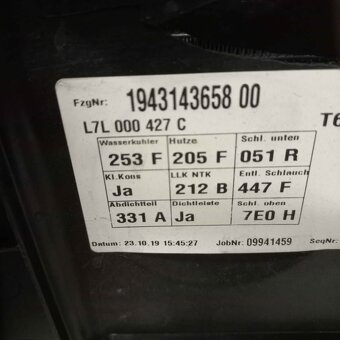 FzgNr: 1943143658 00
L7L 000 427 C T6
Wasserkuhler Hutze Schl. unten
253 F 205 F 051 R
Kl.Kons LLK NTK Entl. Schlauch
Ja 212 B 447 F
Abdichtteil Dichtleiste Schl. oben
331 A Ja 7E0 H
Datum: 23.10.19 15:45:27 JobNr: 09941459 SeqNr: